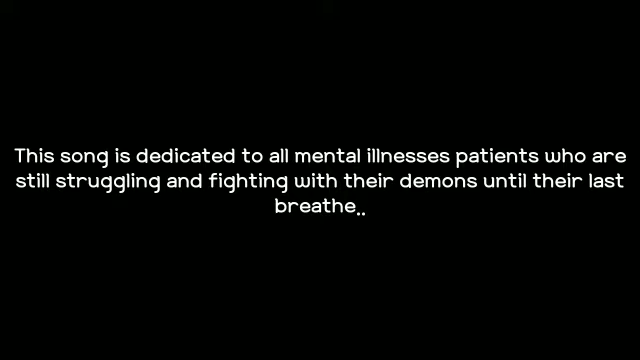 This song is dedicated to all mental illnesses patients who are
still struggling and fighting with their demons until their last
breathe..